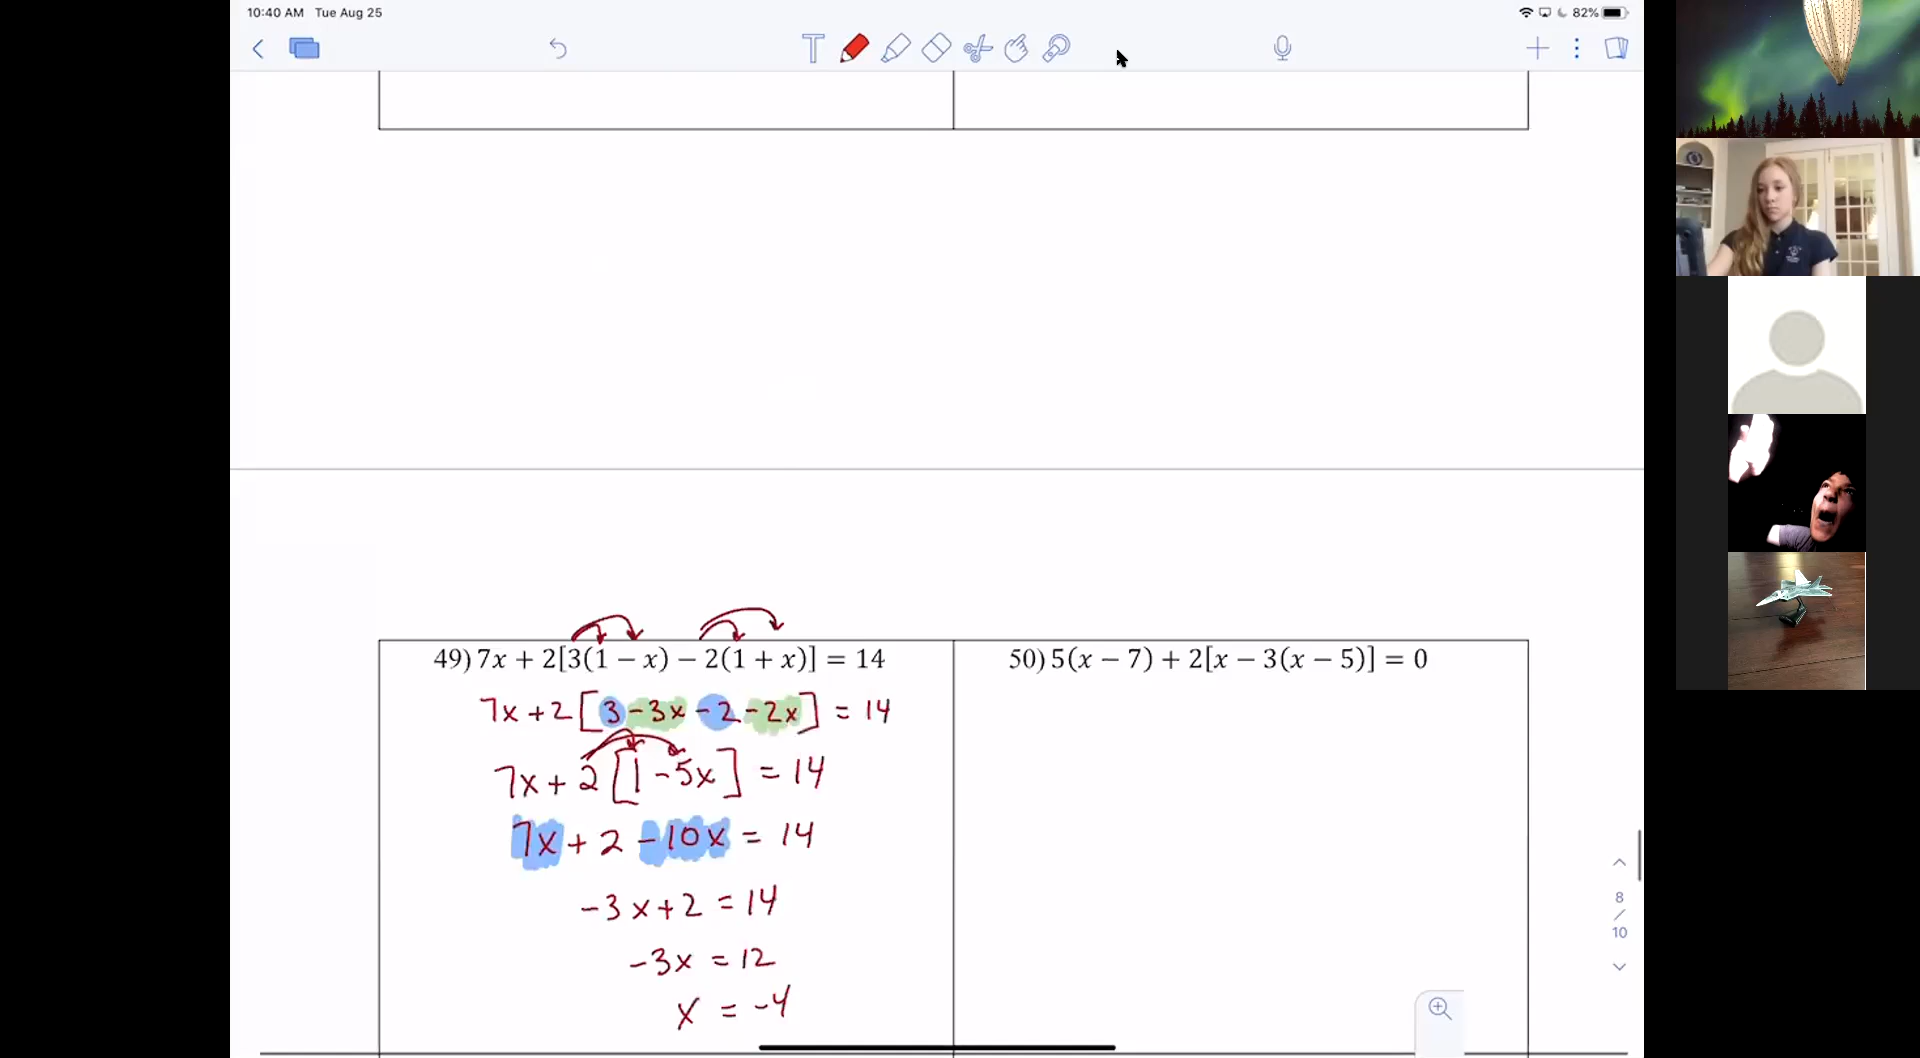 10:40 AM Tue Aug 25
82%
T
49) 7x + 2[3(1 − x) − 2(1 + x)] = 14
7x + 2[3 − 3x − 2 − 2x] = 14
7x + 2[1 − 5x] = 14
7x + 2 − 10x = 14
−3x + 2 = 14
−3x = 12
x = −4
50) 5(x − 7) + 2[x − 3(x − 5)] = 0
8
/
10